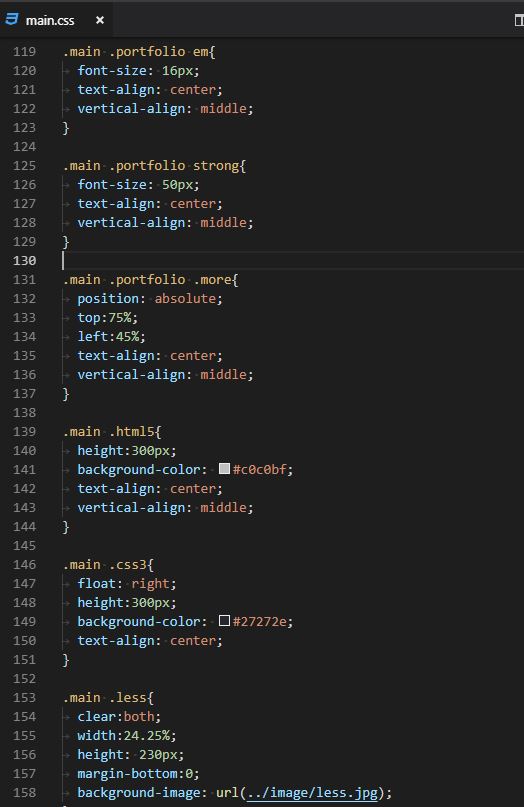 main.css ×
119 .main .portfolio em{
120 font-size: 16px;
121 text-align: center;
122 vertical-align: middle;
123 }
124
125 .main .portfolio strong{
126 font-size: 50px;
127 text-align: center;
128 vertical-align: middle;
129 }
130
131 .main .portfolio .more{
132 position: absolute;
133 top:75%;
134 left:45%;
135 text-align: center;
136 vertical-align: middle;
137 }
138
139 .main .html5{
140 height:300px;
141 background-color: #c0c0bf;
142 text-align: center;
143 vertical-align: middle;
144 }
145
146 .main .css3{
147 float: right;
148 height:300px;
149 background-color: #27272e;
150 text-align: center;
151 }
152
153 .main .less{
154 clear:both;
155 width:24.25%;
156 height: 230px;
157 margin-bottom:0;
158 background-image: url(../image/less.jpg);